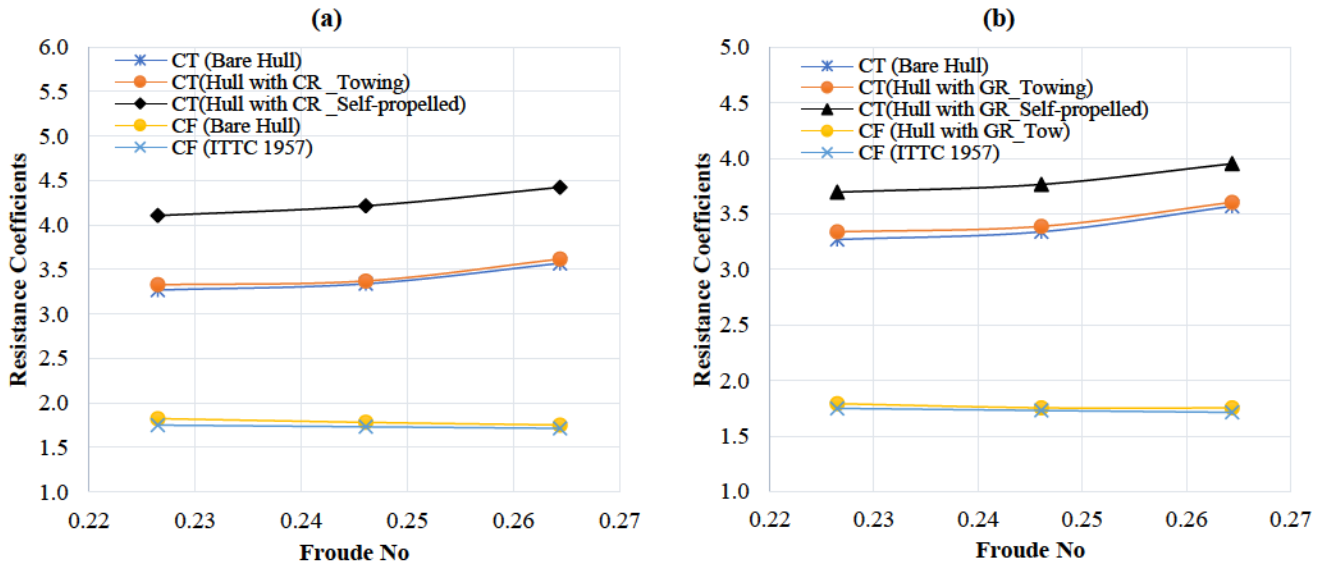 (a)
6.0
5.5
5.0
4.5
4.0
3.5
3.0
2.5
2.0
1.5
1.0
Resistance Coefficients
CT (Bare Hull)
CT(Hull with CR _Towing)
CT(Hull with CR _Self-propelled)
CF (Bare Hull)
CF (ITTC 1957)
0.22 0.23 0.24 0.25 0.26 0.27
Froude No
(b)
5.0
4.5
4.0
3.5
3.0
2.5
2.0
1.5
1.0
Resistance Coefficients
CT (Bare Hull)
CT(Hull with GR_Towing)
CT(Hull with GR_Self-propelled)
CF (Hull with GR_Tow)
CF (ITTC 1957)
0.22 0.23 0.24 0.25 0.26 0.27
Froude No